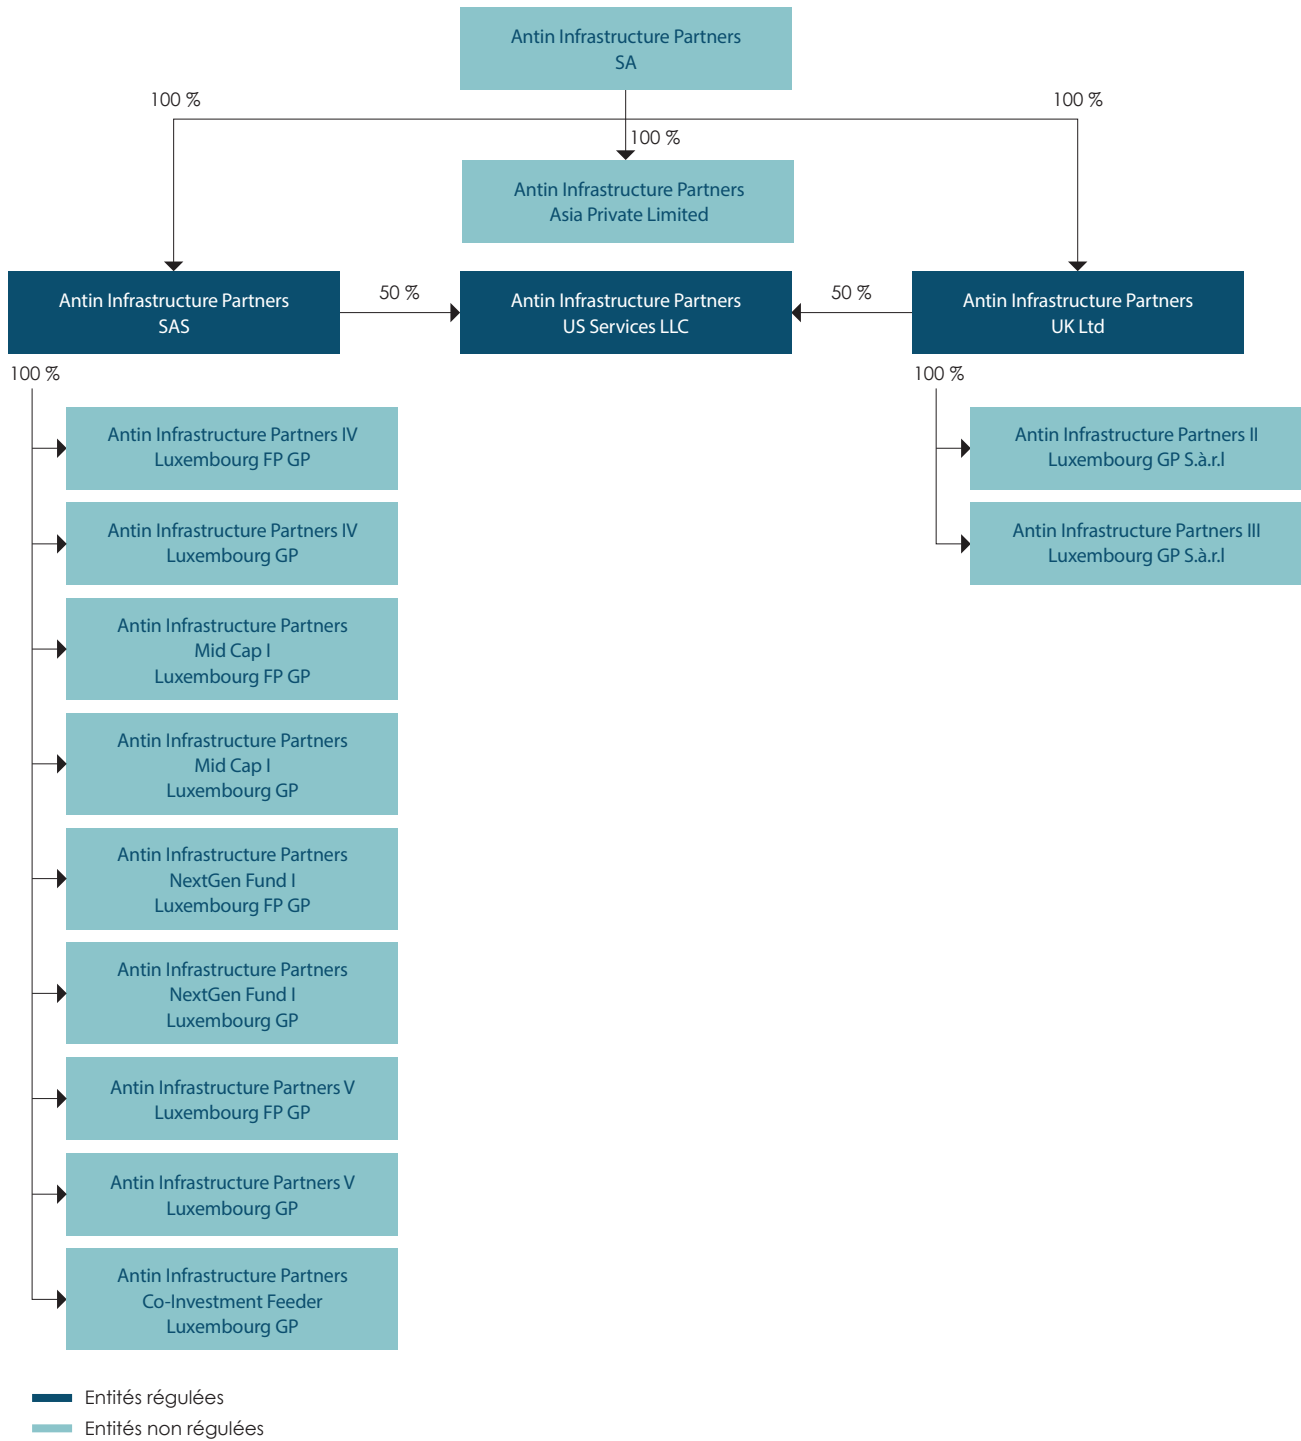 Antin Infrastructure Partners
SA
100 %
100 %
100 %
Antin Infrastructure Partners
Asia Private Limited
Antin Infrastructure Partners
SAS
50 %
Antin Infrastructure Partners
US Services LLC
50 %
Antin Infrastructure Partners
UK Ltd
100 %
Antin Infrastructure Partners IV
Luxembourg FP GP
Antin Infrastructure Partners IV
Luxembourg GP
Antin Infrastructure Partners
Mid Cap I
Luxembourg FP GP
Antin Infrastructure Partners
Mid Cap I
Luxembourg GP
Antin Infrastructure Partners
NextGen Fund I
Luxembourg FP GP
Antin Infrastructure Partners
NextGen Fund I
Luxembourg GP
Antin Infrastructure Partners V
Luxembourg FP GP
Antin Infrastructure Partners V
Luxembourg GP
Antin Infrastructure Partners
Co-Investment Feeder
Luxembourg GP
100 %
Antin Infrastructure Partners II
Luxembourg GP S.à.r.l
Antin Infrastructure Partners III
Luxembourg GP S.à.r.l
Entités régulées
Entités non régulées